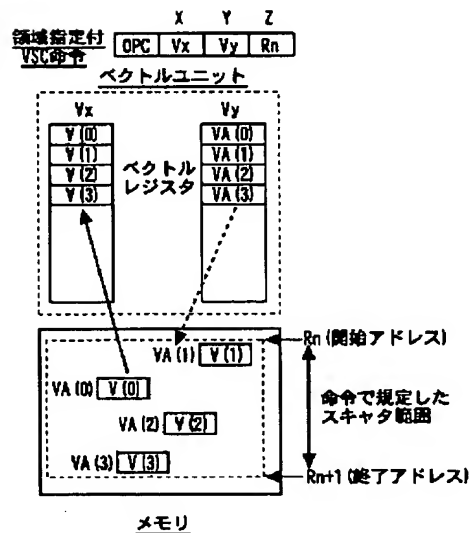 X Y Z
領域指定付
VSC命令
OPC Vx Vy Rn
ベクトルユニット
Vx Vy
V(0) VA(0)
V(1) VA(1)
V(2) VA(2)
V(3) VA(3)
ベクトル
レジスタ
Rn(開始アドレス)
VA(1) V(1)
VA(0) V(0)
命令で規定した
スキャタ範囲
VA(2) V(2)
VA(3) V(3)
Rn+1(終了アドレス)
メモリ